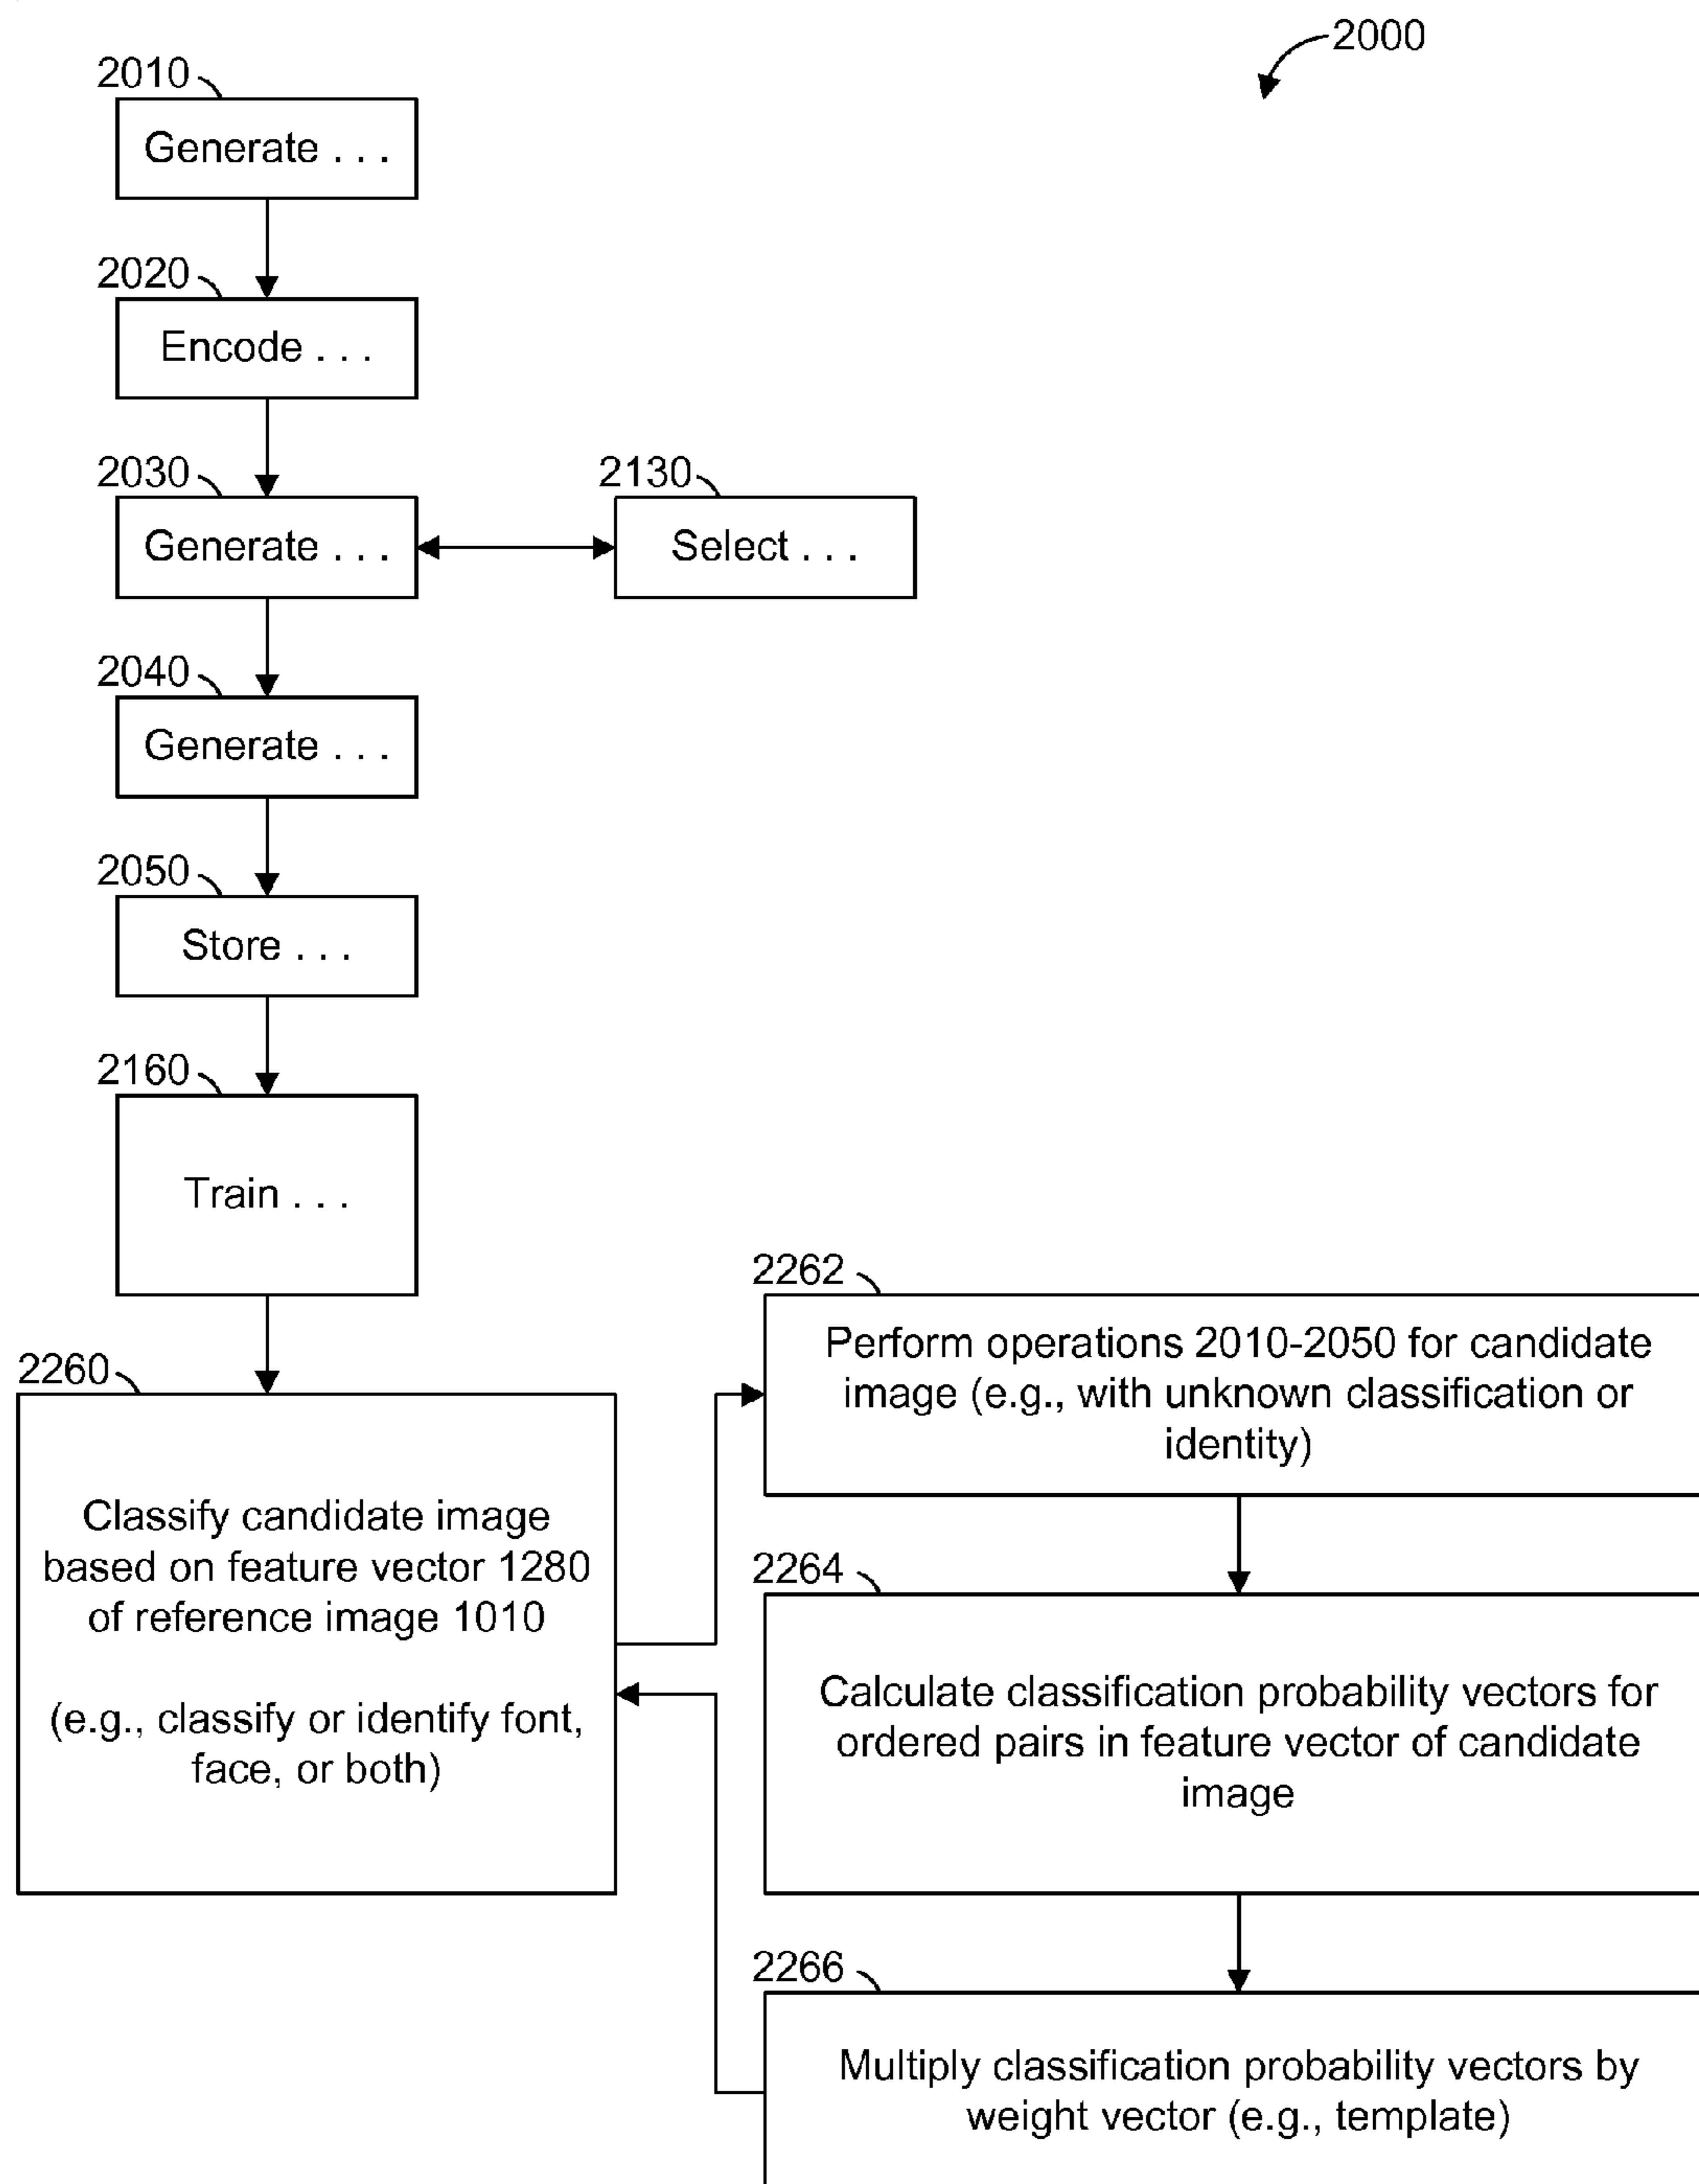 2000
2010
Generate . . .
2020
Encode . . .
2030
Generate . . .
2130
Select . . .
2040
Generate . . .
2050
Store . . .
2160
Train . . .
2260
Classify candidate image
based on feature vector 1280
of reference image 1010
(e.g., classify or identify font,
face, or both)
2262
Perform operations 2010-2050 for candidate
image (e.g., with unknown classification or
identity)
2264
Calculate classification probability vectors for
ordered pairs in feature vector of candidate
image
2266
Multiply classification probability vectors by
weight vector (e.g., template)